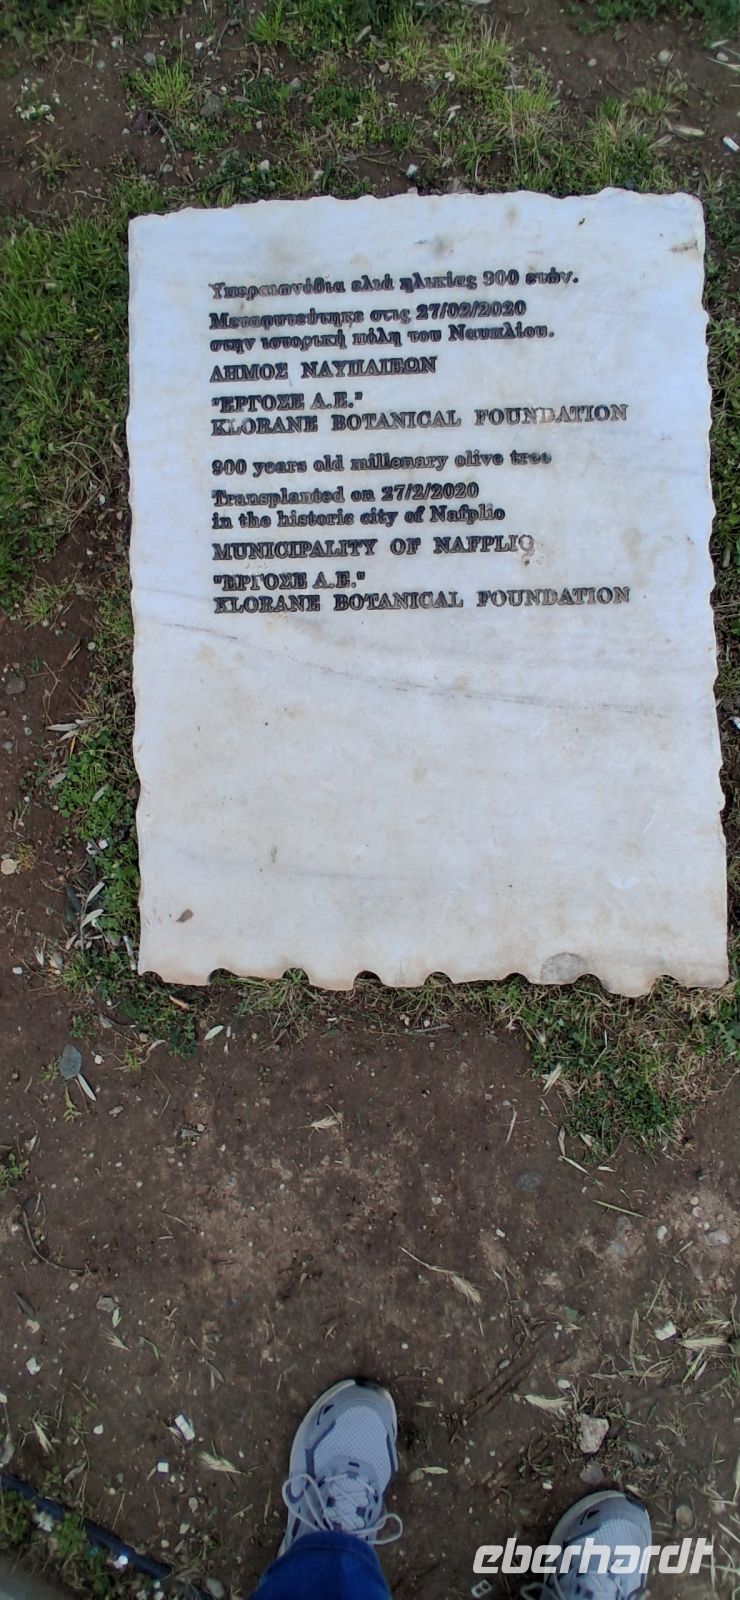 Υπεραιωνόβια ελιά ηλικίας 900 ετών.
Μεταφυτεύτηκε στις 27/02/2020
στην ιστορική πόλη του Ναυπλίου.
ΔΗΜΟΣ ΝΑΥΠΛΙΕΩΝ
"ΕΡΓΟΣΕ Α.Ε."
KLORANE BOTANICAL FOUNDATION
900 years old millenary olive tree
Transplanted on 27/2/2020
in the historic city of Nafplio
MUNICIPALITY OF NAFPLIO
"ΕΡΓΟΣΕ Α.Ε."
KLORANE BOTANICAL FOUNDATION
eberhardt